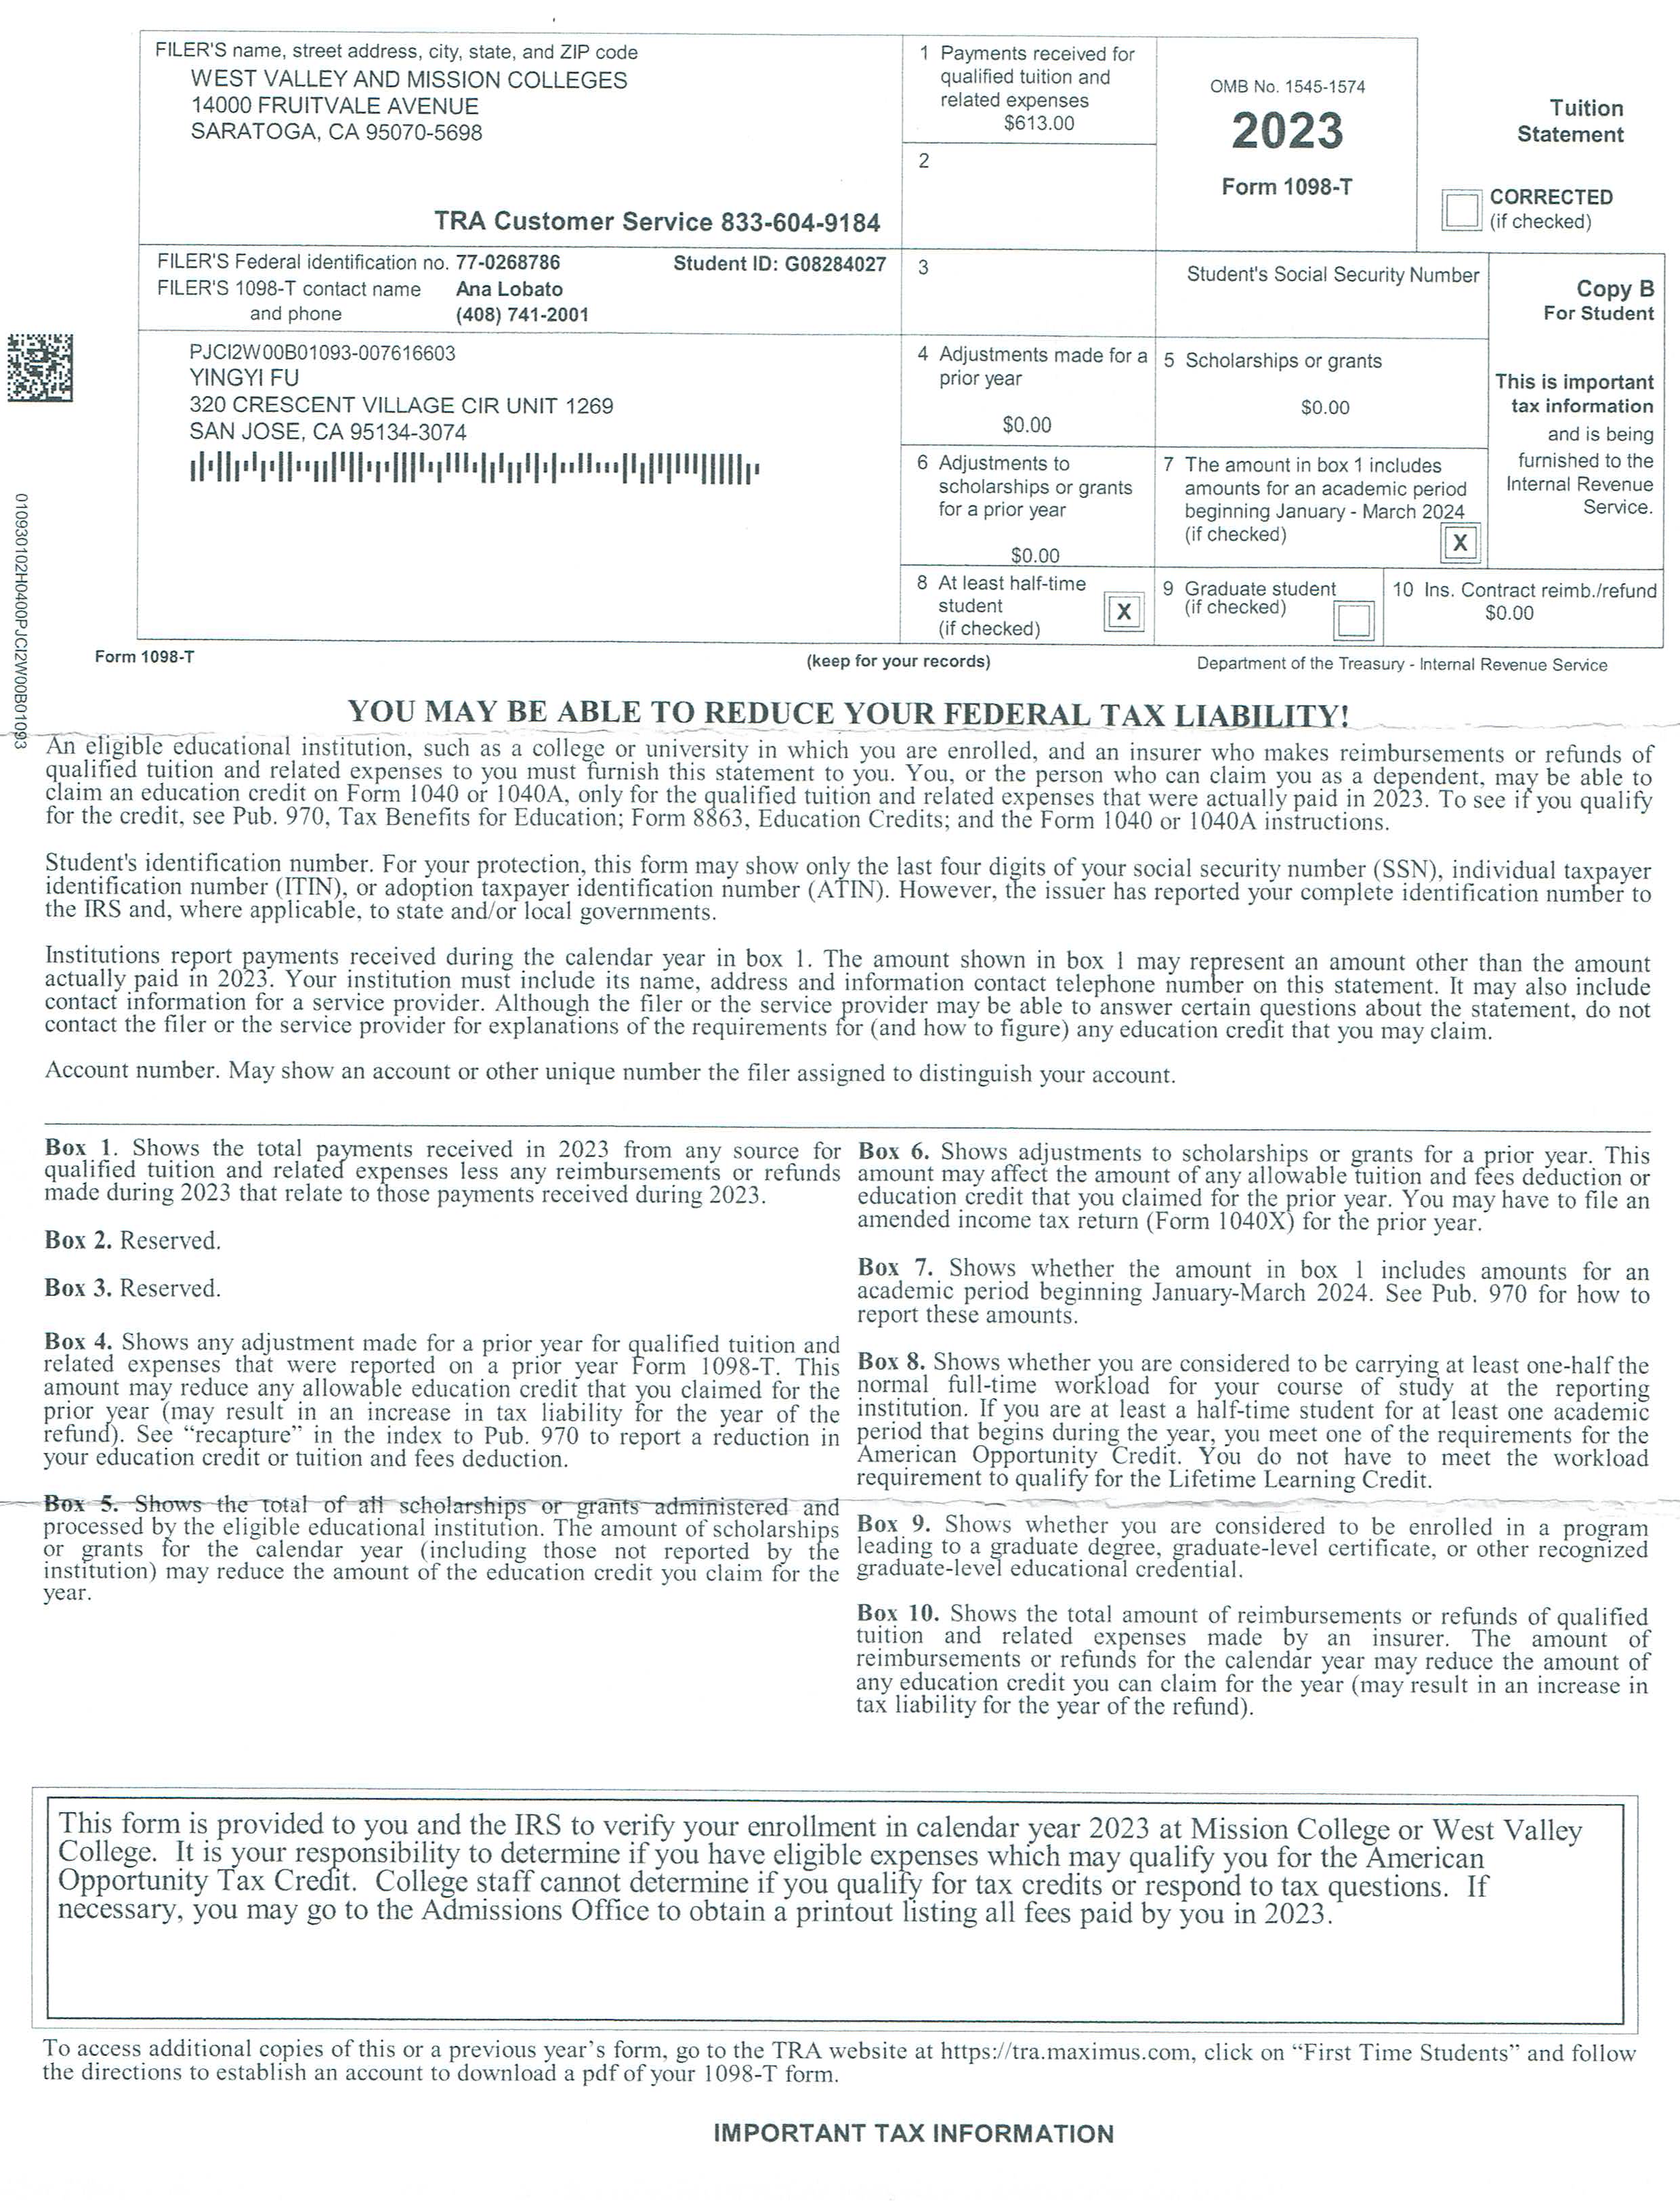 FILER'S name, street address, city, state, and ZIP code
WEST VALLEY AND MISSION COLLEGES
14000 FRUITVALE AVENUE
SARATOGA, CA 95070-5698
TRA Customer Service 833-604-9184
1 Payments received for
qualified tuition and
related expenses
$613.00
2
OMB No. 1545-1574
2023
Form 1098-T
Tuition
Statement
CORRECTED
(if checked)
FILER'S Federal identification no. 77-0268786
Student ID: G08284027
FILER'S 1098-T contact name Ana Lobato
and phone (408) 741-2001
3
Student's Social Security Number
Copy B
For Student
This is important
tax information
and is being
furnished to the
Internal Revenue
Service.
PJCI2W00B01093-007616603
YINGYI FU
320 CRESCENT VILLAGE CIR UNIT 1269
SAN JOSE, CA 95134-3074
4 Adjustments made for a
prior year
$0.00
5 Scholarships or grants
$0.00
6 Adjustments to
scholarships or grants
for a prior year
$0.00
7 The amount in box 1 includes
amounts for an academic period
beginning January - March 2024
(if checked)
X
8 At least half-time
student
(if checked)
X
9 Graduate student
(if checked)
10 Ins. Contract reimb./refund
$0.00
010930102H0400PJCI2W00B01093
Form 1098-T
(keep for your records)
Department of the Treasury - Internal Revenue Service
YOU MAY BE ABLE TO REDUCE YOUR FEDERAL TAX LIABILITY!
An eligible educational institution, such as a college or university in which you are enrolled, and an insurer who makes reimbursements or refunds of
qualified tuition and related expenses to you must furnish this statement to you. You, or the person who can claim you as a dependent, may be able to
claim an education credit on Form 1040 or 1040A, only for the qualified tuition and related expenses that were actually paid in 2023. To see if you qualify
for the credit, see Pub. 970, Tax Benefits for Education; Form 8863, Education Credits; and the Form 1040 or 1040A instructions.
Student's identification number. For your protection, this form may show only the last four digits of your social security number (SSN), individual taxpayer
identification number (ITIN), or adoption taxpayer identification number (ATIN). However, the issuer has reported your complete identification number to
the IRS and, where applicable, to state and/or local governments.
Institutions report payments received during the calendar year in box 1. The amount shown in box 1 may represent an amount other than the amount
actually paid in 2023. Your institution must include its name, address and information contact telephone number on this statement. It may also include
contact information for a service provider. Although the filer or the service provider may be able to answer certain questions about the statement, do not
contact the filer or the service provider for explanations of the requirements for (and how to figure) any education credit that you may claim.
Account number. May show an account or other unique number the filer assigned to distinguish your account.
Box 1. Shows the total payments received in 2023 from any source for
qualified tuition and related expenses less any reimbursements or refunds
made during 2023 that relate to those payments received during 2023.
Box 2. Reserved.
Box 3. Reserved.
Box 4. Shows any adjustment made for a prior year for qualified tuition and
related expenses that were reported on a prior year Form 1098-T. This
amount may reduce any allowable education credit that you claimed for the
prior year (may result in an increase in tax liability for the year of the
refund). See “recapture” in the index to Pub. 970 to report a reduction in
your education credit or tuition and fees deduction.
Box 5. Shows the total of all scholarships or grants administered and
processed by the eligible educational institution. The amount of scholarships
or grants for the calendar year (including those not reported by the
institution) may reduce the amount of the education credit you claim for the
year.
Box 6. Shows adjustments to scholarships or grants for a prior year. This
amount may affect the amount of any allowable tuition and fees deduction or
education credit that you claimed for the prior year. You may have to file an
amended income tax return (Form 1040X) for the prior year.
Box 7. Shows whether the amount in box 1 includes amounts for an
academic period beginning January-March 2024. See Pub. 970 for how to
report these amounts.
Box 8. Shows whether you are considered to be carrying at least one-half the
normal full-time workload for your course of study at the reporting
institution. If you are at least a half-time student for at least one academic
period that begins during the year, you meet one of the requirements for the
American Opportunity Credit. You do not have to meet the workload
requirement to qualify for the Lifetime Learning Credit.
Box 9. Shows whether you are considered to be enrolled in a program
leading to a graduate degree, graduate-level certificate, or other recognized
graduate-level educational credential.
Box 10. Shows the total amount of reimbursements or refunds of qualified
tuition and related expenses made by an insurer. The amount of
reimbursements or refunds for the calendar year may reduce the amount of
any education credit you can claim for the year (may result in an increase in
tax liability for the year of the refund).
This form is provided to you and the IRS to verify your enrollment in calendar year 2023 at Mission College or West Valley
College. It is your responsibility to determine if you have eligible expenses which may qualify you for the American
Opportunity Tax Credit. College staff cannot determine if you qualify for tax credits or respond to tax questions. If
necessary, you may go to the Admissions Office to obtain a printout listing all fees paid by you in 2023.
To access additional copies of this or a previous year's form, go to the TRA website at https://tra.maximus.com, click on “First Time Students” and follow
the directions to establish an account to download a pdf of your 1098-T form.
IMPORTANT TAX INFORMATION